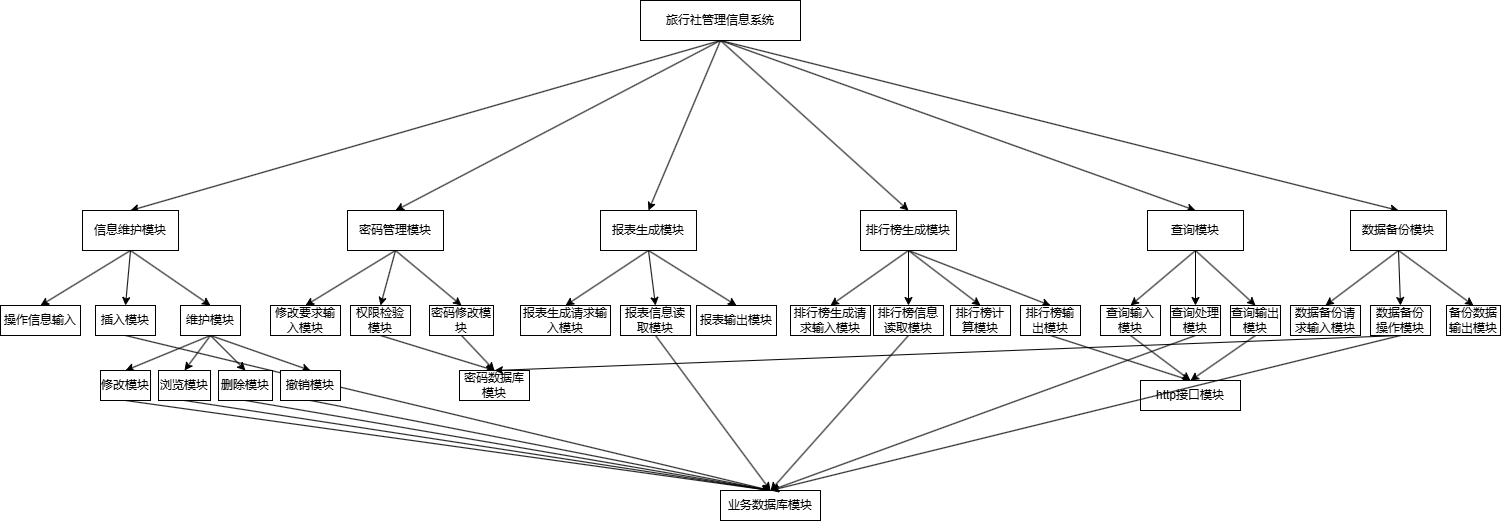 旅行社管理信息系统
信息维护模块
密码管理模块
报表生成模块
排行榜生成模块
查询模块
数据备份模块
操作信息输入
插入模块
维护模块
修改要求输
入模块
权限检验
模块
密码修改模
块
报表生成请求输
入模块
报表信息读
取模块
报表输出模块
排行榜生成请
求输入模块
排行榜信息
读取模块
排行榜计
算模块
排行榜输
出模块
查询输入
模块
查询处理
模块
查询输出
模块
数据备份请
求输入模块
数据备份
操作模块
备份数据
输出模块
修改模块
浏览模块
删除模块
撤销模块
密码数据库
模块
http接口模块
业务数据库模块